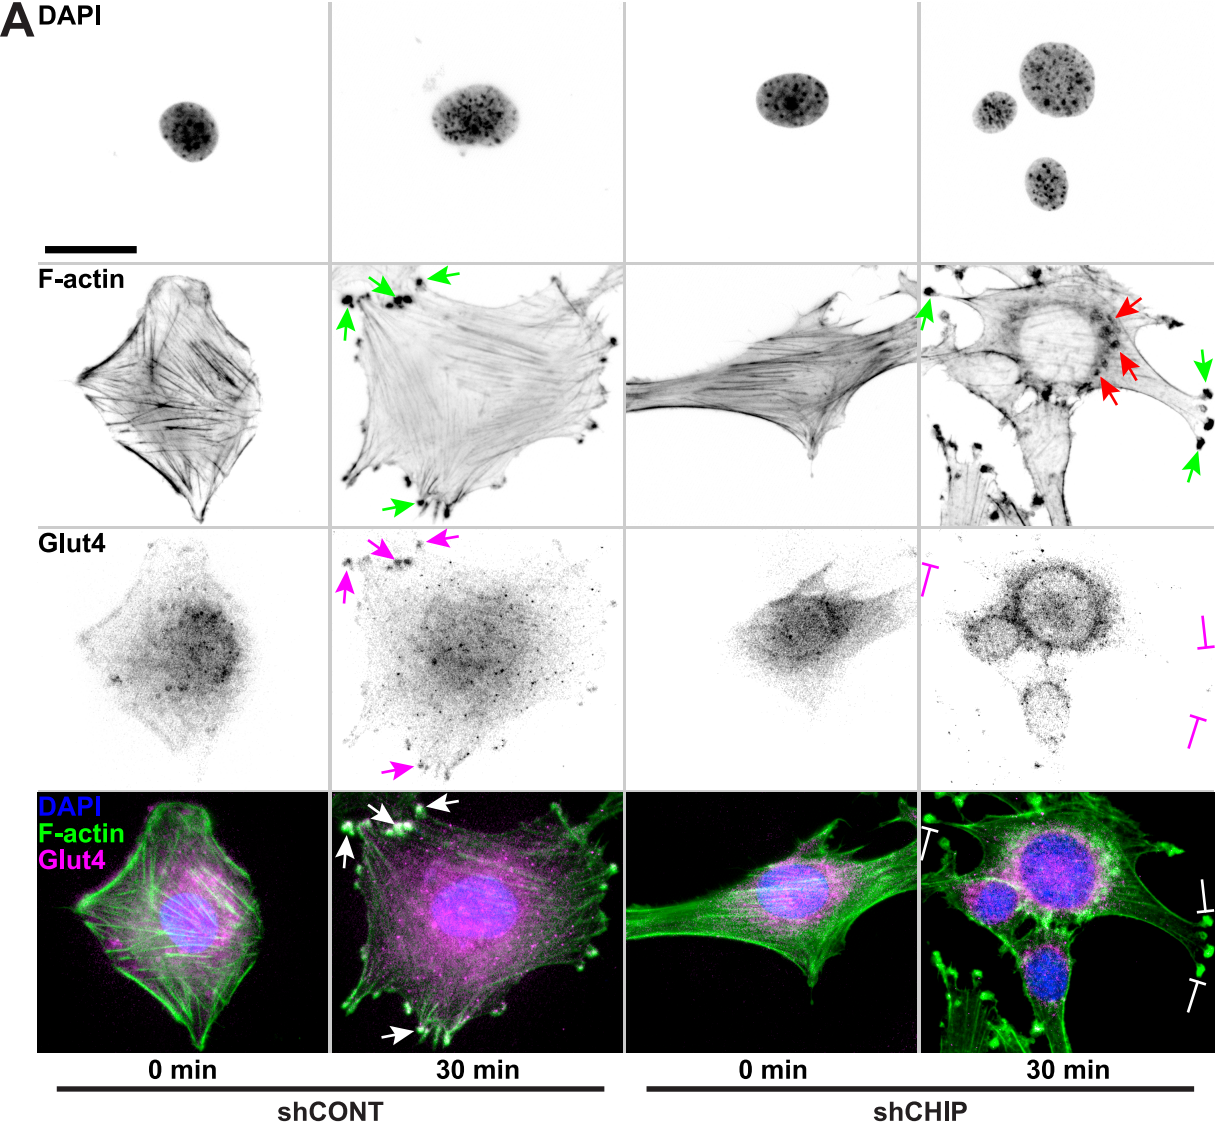 A DAPI
F-actin
Glut4
DAPI
F-actin
Glut4
0 min 30 min 0 min 30 min
shCONT shCHIP